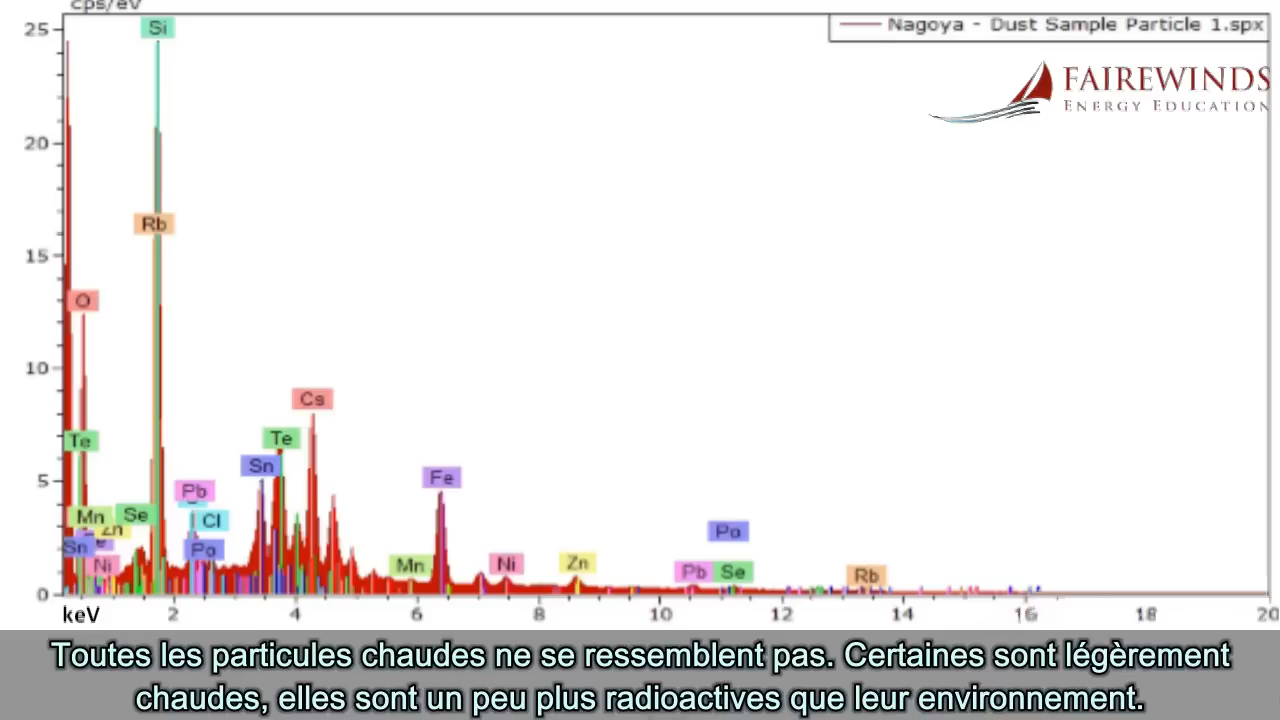 cps/eV
Nagoya - Dust Sample Particle 1.spx
FAIREWINDS
ENERGY EDUCATION
25
Si
20
Rb
15
O
10
Cs
Te
Te
Sn
Fe
5
Pb
Mn
Zn
Se
Cl
Po
Sn
Po
Ni
Mn
Ni
Zn
Pb
Se
Rb
0
keV
2 4 6 8 10 12 14 16 18 20
Toutes les particules chaudes ne se ressemblent pas. Certaines sont légèrement
chaudes, elles sont un peu plus radioactives que leur environnement.